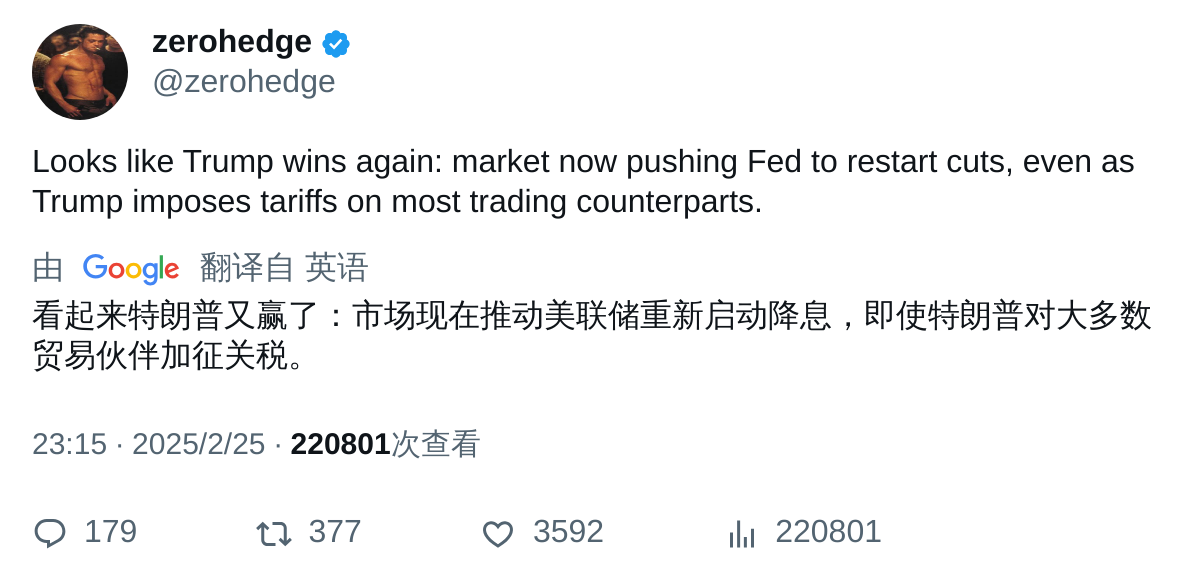 zerohedge
@zerohedge
Looks like Trump wins again: market now pushing Fed to restart cuts, even as
Trump imposes tariffs on most trading counterparts.
由 Google 翻译自 英语
看起来特朗普又赢了：市场现在推动美联储重新启动降息，即使特朗普对大多数
贸易伙伴加征关税。
23:15 · 2025/2/25 · 220801次查看
179 377 3592 220801